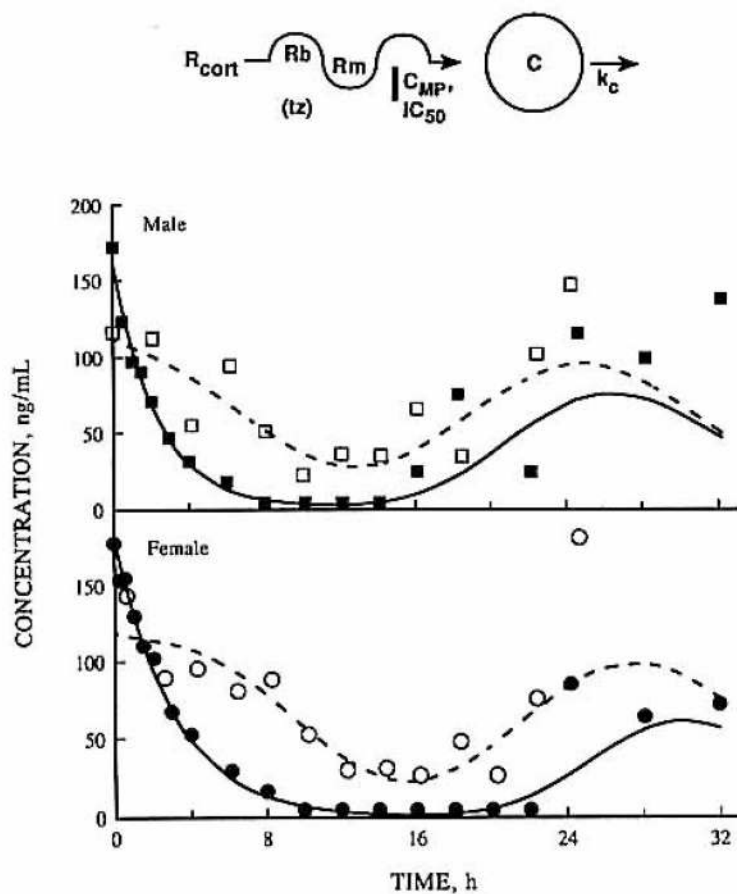 Rcort Rb Rm CMP, C kc
(tz) IC50
200
Male
150
100
50
0
Female
150
100
50
0
0 8 16 24 32
CONCENTRATION, ng/mL
TIME, h